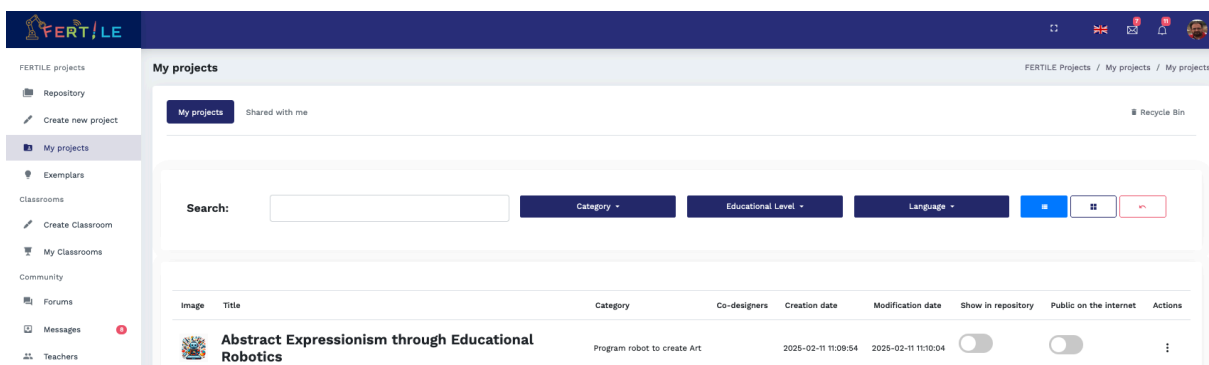 FERTILE
7
11
FERTILE projects
Repository
Create new project
My projects
Exemplars
Classrooms
Create Classroom
My Classrooms
Community
Forums
Messages 8
Teachers
My projects
FERTILE Projects / My projects / My projects
My projects Shared with me Recycle Bin
Search: Category Educational Level Language
Image Title Category Co-designers Creation date Modification date Show in repository Public on the internet Actions
Abstract Expressionism through Educational
Robotics
Program robot to create Art 2025-02-11 11:09:54 2025-02-11 11:10:04